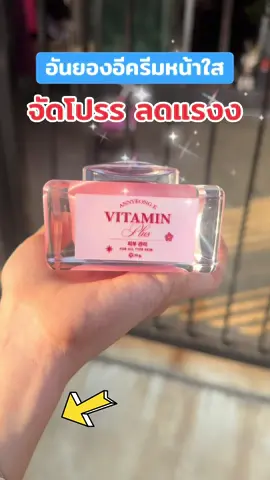 อันยองอีครีมหน้าใส
จัดโปรร ลดแรงง
ANNYEONG E
VITAMIN
Plus
FOR ALL TYPE SKIN